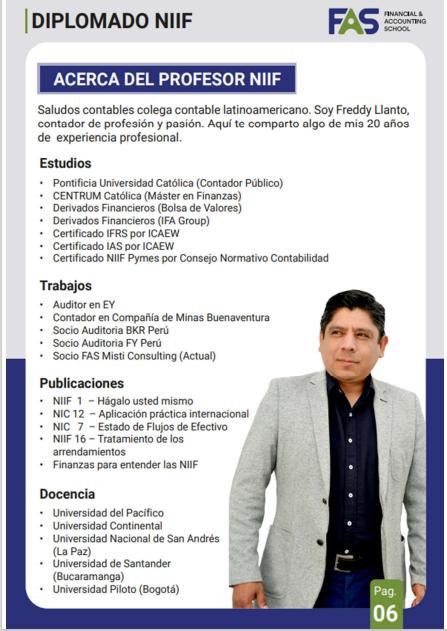 DIPLOMADO NIIF
FAS FINANCIAL &
ACCOUNTING
SCHOOL
ACERCA DEL PROFESOR NIIF
Saludos contables colega contable latinoamericano. Soy Freddy Llanto,
contador de profesión y pasión. Aquí te comparto algo de mis 20 años
de experiencia profesional.
Estudios
• Pontificia Universidad Católica (Contador Público)
• CENTRUM Católica (Máster en Finanzas)
• Derivados Financieros (Bolsa de Valores)
• Derivados Financieros (IFA Group)
• Certificado IFRS por ICAEW
• Certificado IAS por ICAEW
• Certificado NIIF Pymes por Consejo Normativo Contabilidad
Trabajos
• Auditor en EY
• Contador en Compañía de Minas Buenaventura
• Socio Auditoria BKR Perú
• Socio Auditoria FY Perú
• Socio FAS Misti Consulting (Actual)
Publicaciones
• NIIF 1 – Hágalo usted mismo
• NIC 12 – Aplicación práctica internacional
• NIC 7 – Estado de Flujos de Efectivo
• NIIF 16 – Tratamiento de los
arrendamientos
• Finanzas para entender las NIIF
Docencia
• Universidad del Pacífico
• Universidad Continental
• Universidad Nacional de San Andrés
(La Paz)
• Universidad de Santander
(Bucaramanga)
• Universidad Piloto (Bogotá)
Pag.
06